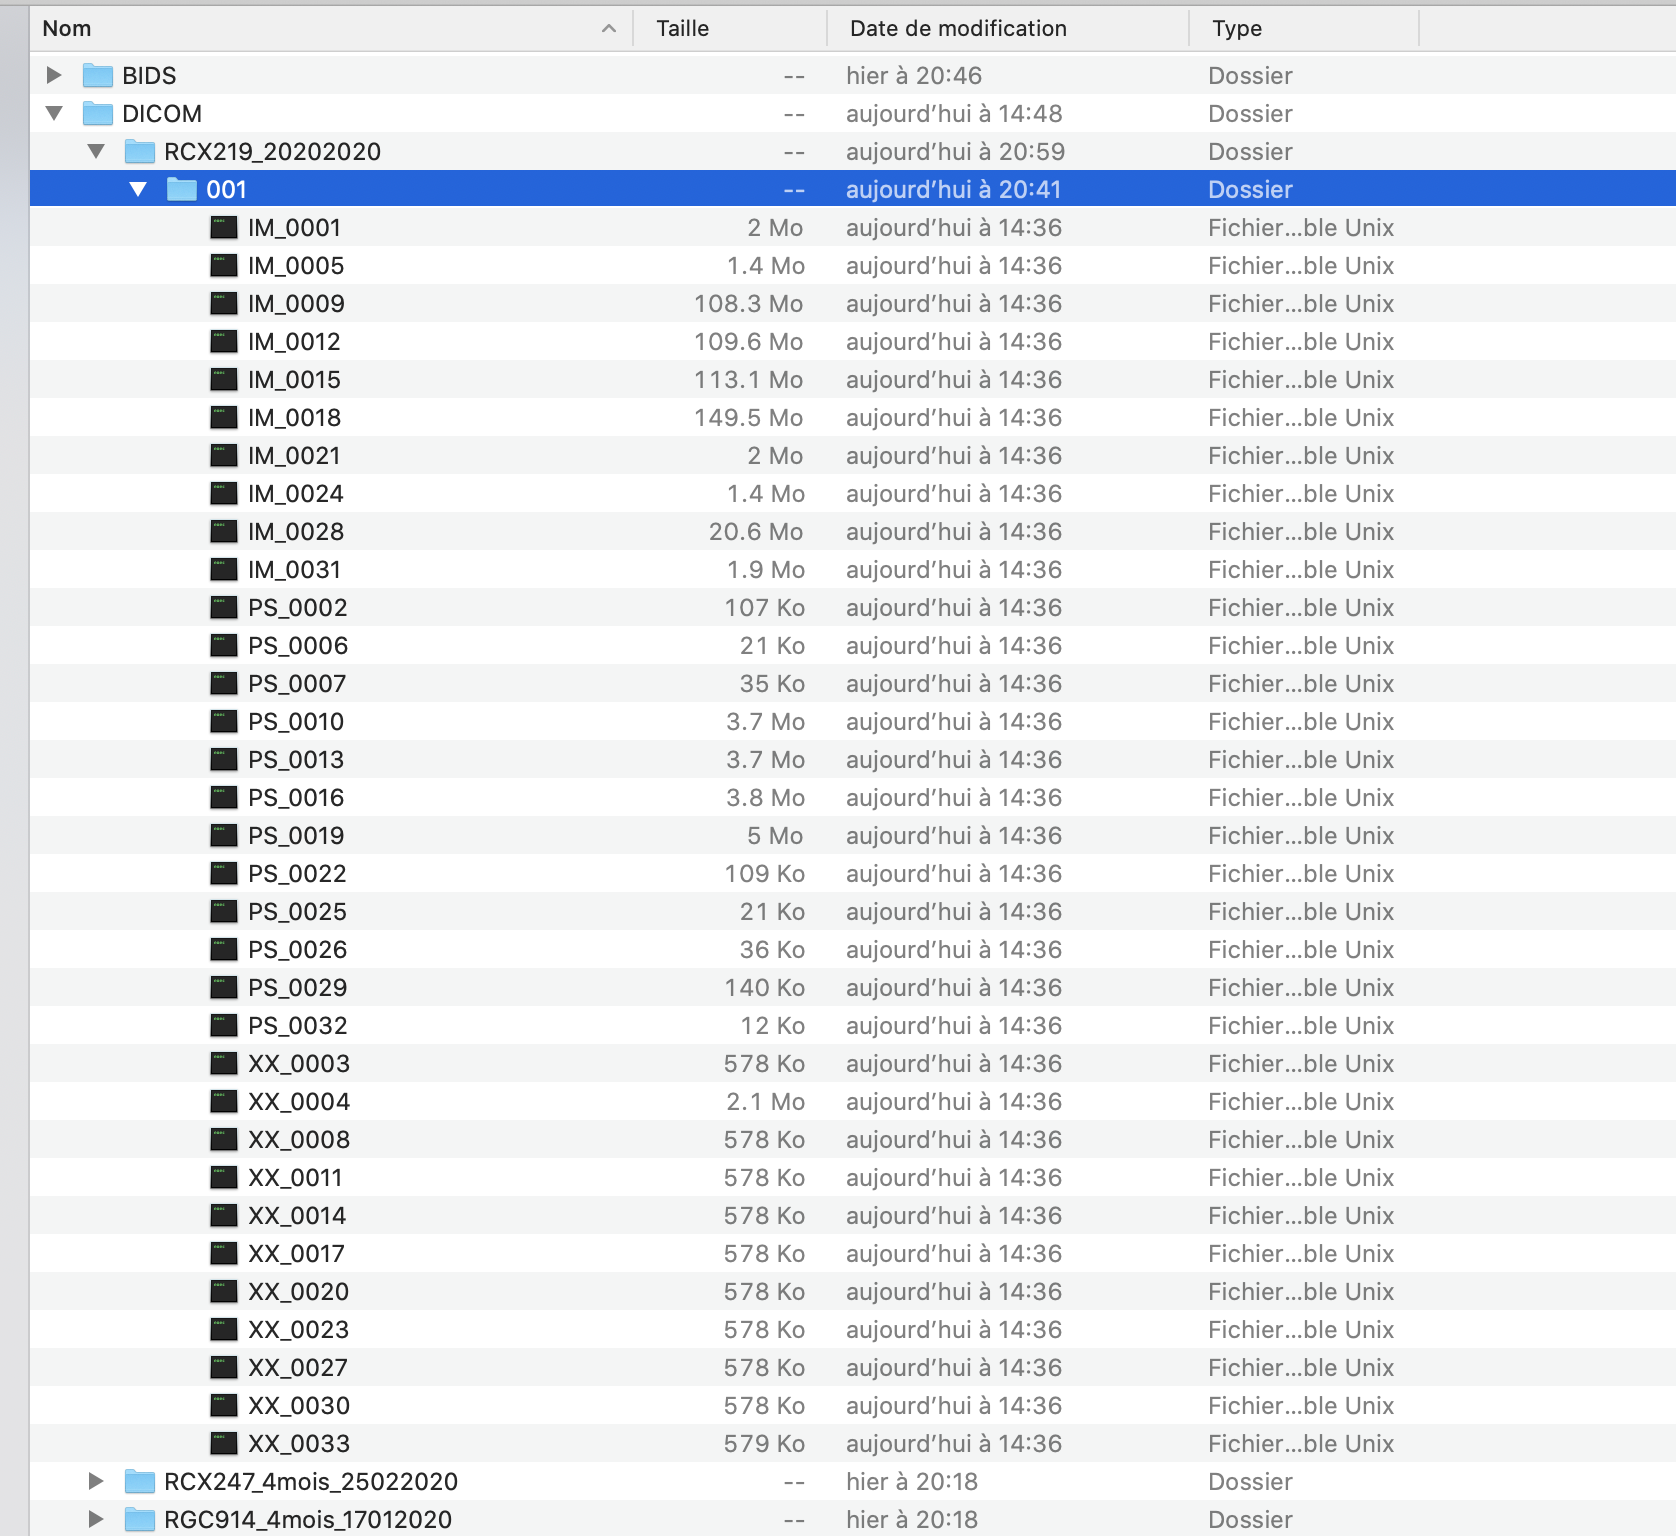 Nom Taille Date de modification Type
BIDS -- hier à 20:46 Dossier
DICOM -- aujourd’hui à 14:48 Dossier
RCX219_20202020 -- aujourd’hui à 20:59 Dossier
001 -- aujourd’hui à 20:41 Dossier
IM_0001 2 Mo aujourd’hui à 14:36 Fichier...ble Unix
IM_0005 1.4 Mo aujourd’hui à 14:36 Fichier...ble Unix
IM_0009 108.3 Mo aujourd’hui à 14:36 Fichier...ble Unix
IM_0012 109.6 Mo aujourd’hui à 14:36 Fichier...ble Unix
IM_0015 113.1 Mo aujourd’hui à 14:36 Fichier...ble Unix
IM_0018 149.5 Mo aujourd’hui à 14:36 Fichier...ble Unix
IM_0021 2 Mo aujourd’hui à 14:36 Fichier...ble Unix
IM_0024 1.4 Mo aujourd’hui à 14:36 Fichier...ble Unix
IM_0028 20.6 Mo aujourd’hui à 14:36 Fichier...ble Unix
IM_0031 1.9 Mo aujourd’hui à 14:36 Fichier...ble Unix
PS_0002 107 Ko aujourd’hui à 14:36 Fichier...ble Unix
PS_0006 21 Ko aujourd’hui à 14:36 Fichier...ble Unix
PS_0007 35 Ko aujourd’hui à 14:36 Fichier...ble Unix
PS_0010 3.7 Mo aujourd’hui à 14:36 Fichier...ble Unix
PS_0013 3.7 Mo aujourd’hui à 14:36 Fichier...ble Unix
PS_0016 3.8 Mo aujourd’hui à 14:36 Fichier...ble Unix
PS_0019 5 Mo aujourd’hui à 14:36 Fichier...ble Unix
PS_0022 109 Ko aujourd’hui à 14:36 Fichier...ble Unix
PS_0025 21 Ko aujourd’hui à 14:36 Fichier...ble Unix
PS_0026 36 Ko aujourd’hui à 14:36 Fichier...ble Unix
PS_0029 140 Ko aujourd’hui à 14:36 Fichier...ble Unix
PS_0032 12 Ko aujourd’hui à 14:36 Fichier...ble Unix
XX_0003 578 Ko aujourd’hui à 14:36 Fichier...ble Unix
XX_0004 2.1 Mo aujourd’hui à 14:36 Fichier...ble Unix
XX_0008 578 Ko aujourd’hui à 14:36 Fichier...ble Unix
XX_0011 578 Ko aujourd’hui à 14:36 Fichier...ble Unix
XX_0014 578 Ko aujourd’hui à 14:36 Fichier...ble Unix
XX_0017 578 Ko aujourd’hui à 14:36 Fichier...ble Unix
XX_0020 578 Ko aujourd’hui à 14:36 Fichier...ble Unix
XX_0023 578 Ko aujourd’hui à 14:36 Fichier...ble Unix
XX_0027 578 Ko aujourd’hui à 14:36 Fichier...ble Unix
XX_0030 578 Ko aujourd’hui à 14:36 Fichier...ble Unix
XX_0033 579 Ko aujourd’hui à 14:36 Fichier...ble Unix
RCX247_4mois_25022020 -- hier à 20:18 Dossier
RGC914_4mois_17012020 -- hier à 20:18 Dossier